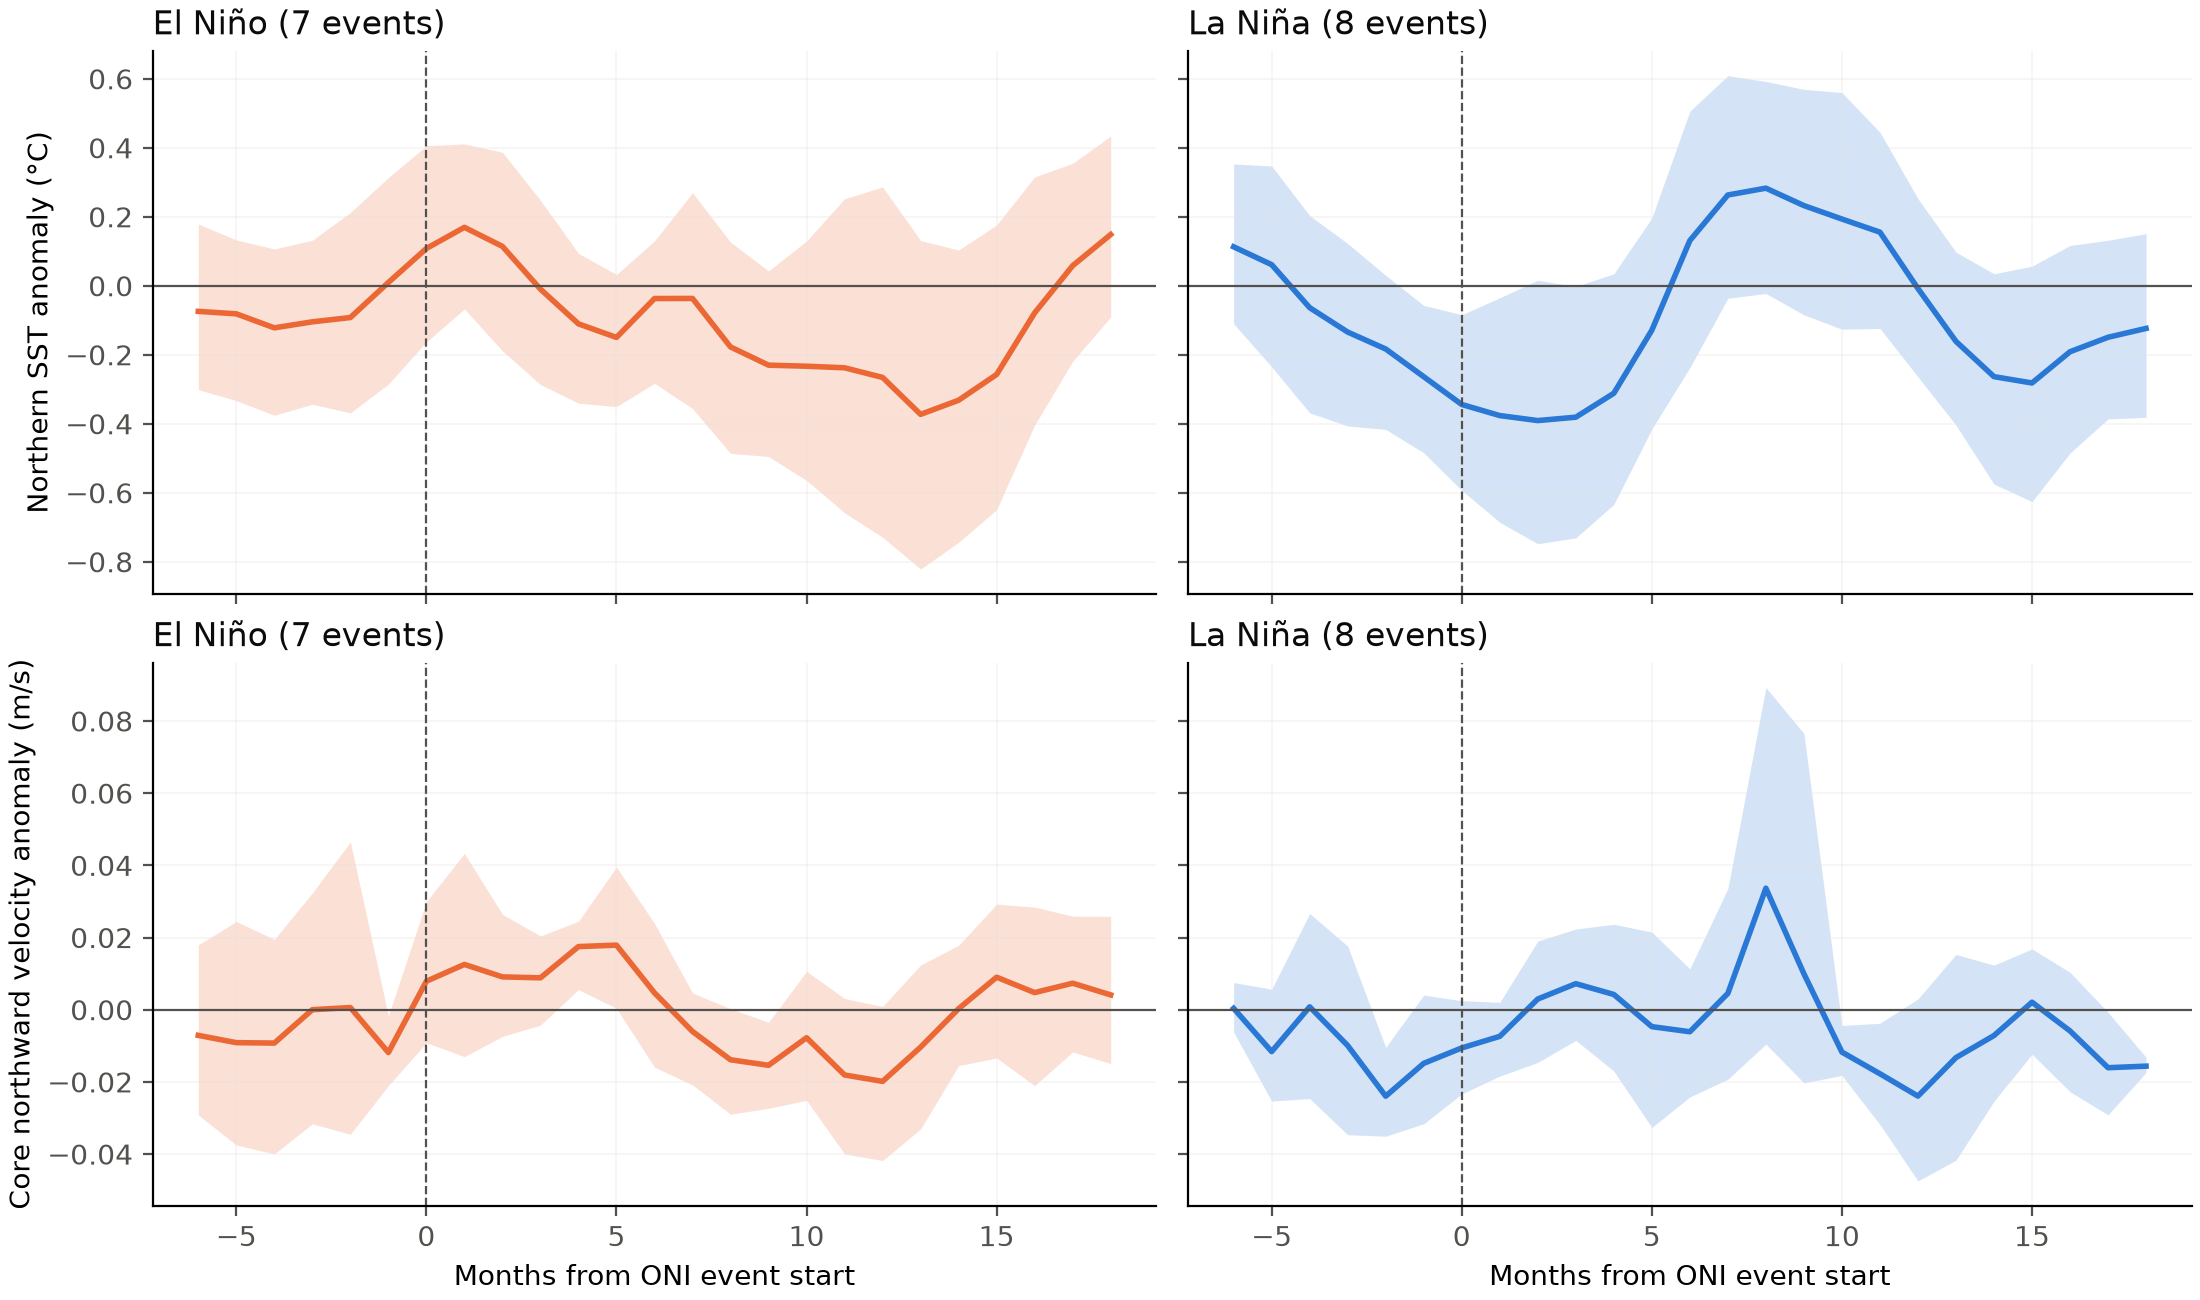 El Niño (7 events)
La Niña (8 events)
Northern SST anomaly (°C)
0.6
0.4
0.2
0.0
−0.2
−0.4
−0.6
−0.8
El Niño (7 events)
La Niña (8 events)
Core northward velocity anomaly (m/s)
0.08
0.06
0.04
0.02
0.00
−0.02
−0.04
−5 0 5 10 15
−5 0 5 10 15
Months from ONI event start
Months from ONI event start